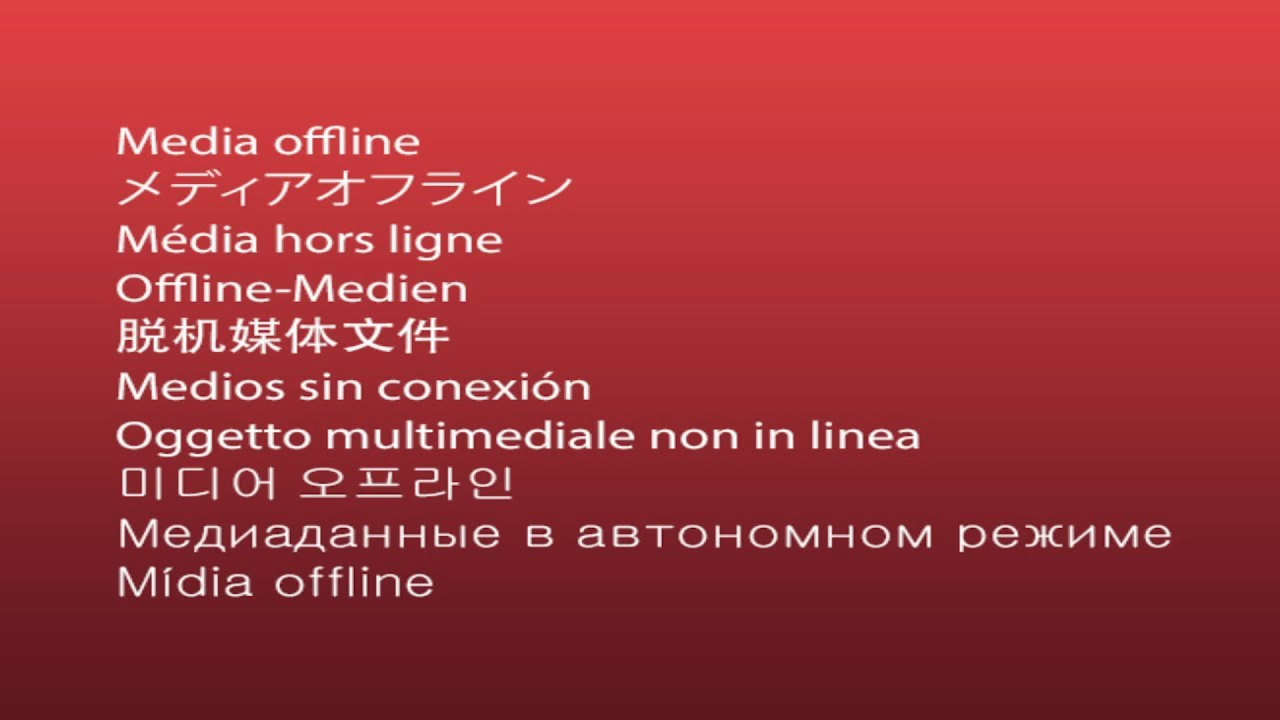 Media offline
メディアオフライン
Média hors ligne
Offline-Medien
脱机媒体文件
Medios sin conexión
Oggetto multimediale non in linea
미디어 오프라인
Медиаданные в автономном режиме
Mídia offline